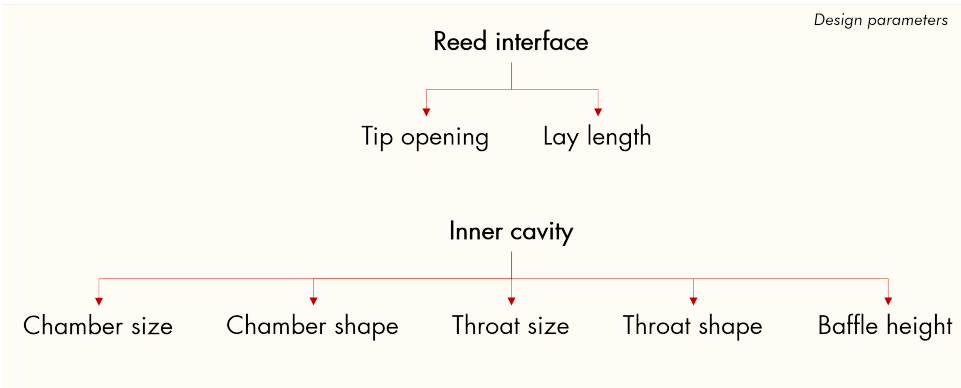 Design parameters
Reed interface
Tip opening Lay length
Inner cavity
Chamber size Chamber shape Throat size Throat shape Baffle height